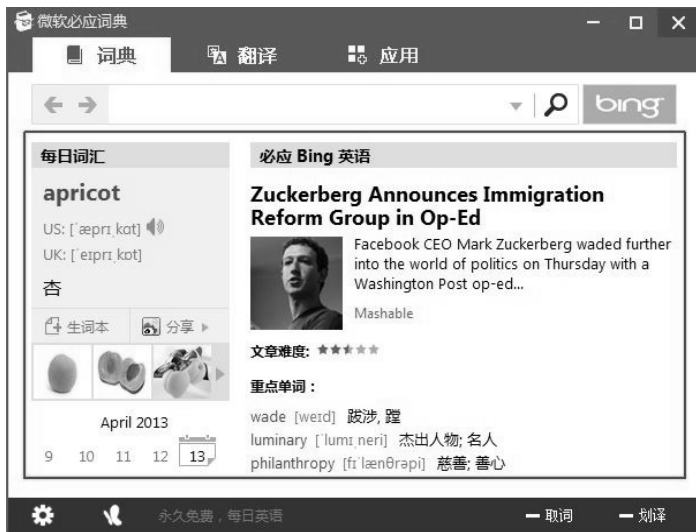 微软必应词典
词典 翻译 应用
bing
每日词汇
apricot
US: [ˈæprɪˌkɑt]
UK: [ˈeɪprɪˌkɒt]
杏
生词本 分享
April 2013
9 10 11 12 13
必应 Bing 英语
Zuckerberg Announces Immigration
Reform Group in Op-Ed
Facebook CEO Mark Zuckerberg waded further
into the world of politics on Thursday with a
Washington Post op-ed...
Mashable
文章难度:
重点单词：
wade [weɪd] 跋涉, 蹚
luminary [ˈlumɪˌneri] 杰出人物; 名人
philanthropy [fɪˈlænθrəpi] 慈善; 善心
永久免费，每日英语
取词 划译